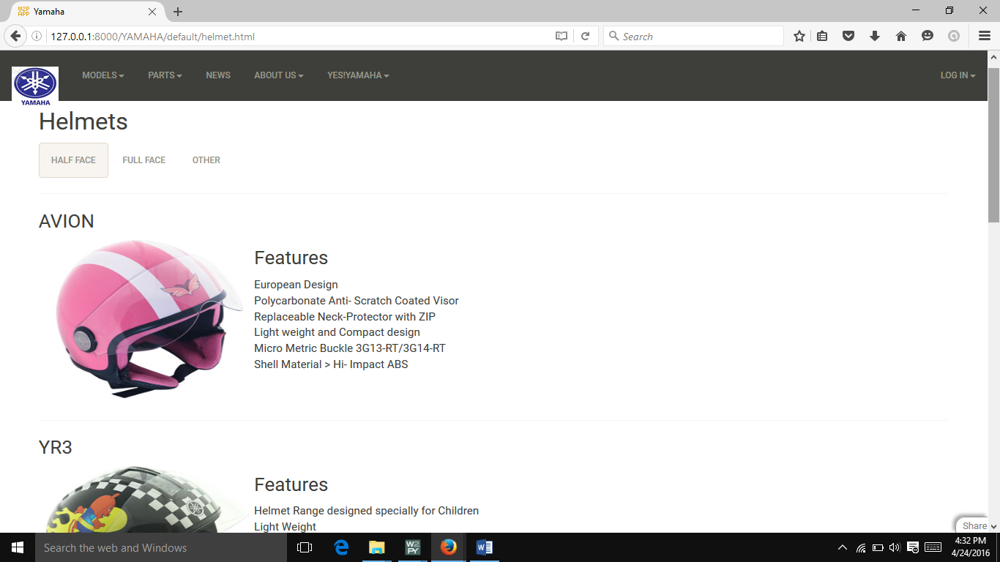 W2P
APP
Yamaha
127.0.0.1:8000/YAMAHA/default/helmet.html
Search
YAMAHA
MODELS
PARTS
NEWS
ABOUT US
YES!YAMAHA
LOG IN
Helmets
HALF FACE
FULL FACE
OTHER
AVION
Features
European Design
Polycarbonate Anti- Scratch Coated Visor
Replaceable Neck-Protector with ZIP
Light weight and Compact design
Micro Metric Buckle 3G13-RT/3G14-RT
Shell Material > Hi- Impact ABS
YR3
Features
Helmet Range designed specially for Children
Light Weight
Share
Search the web and Windows
W2
PY
4:32 PM
4/24/2016